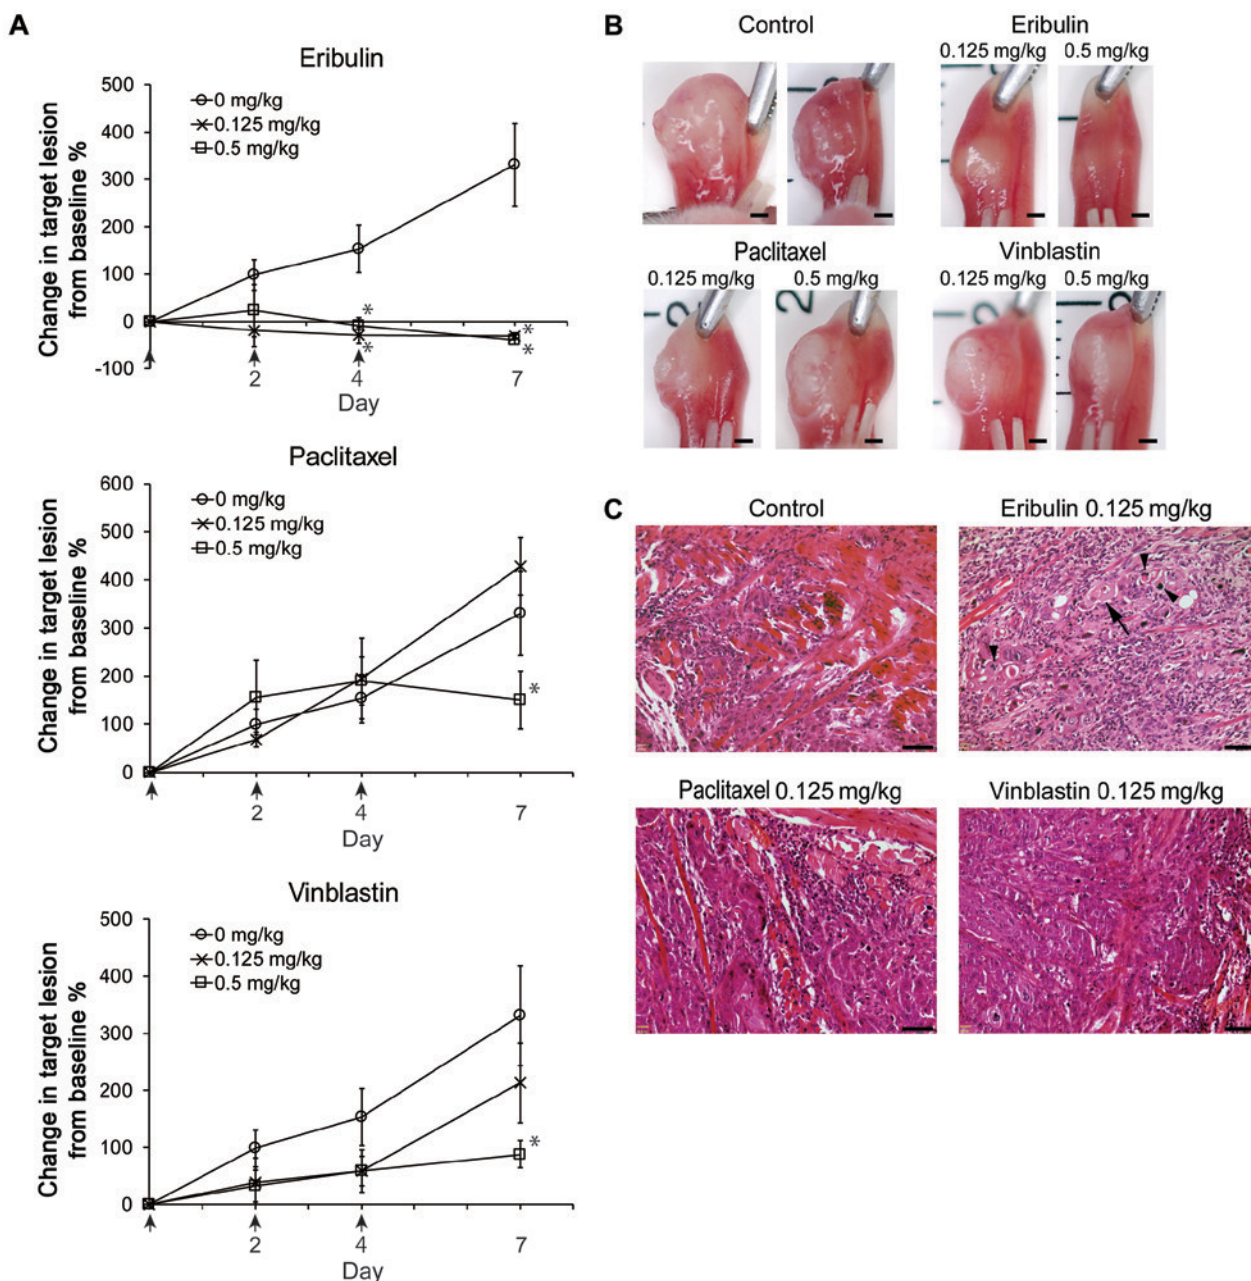 A
Eribulin
Change in target lesion
from baseline %
500
400
300
200
100
0
-100
0 mg/kg
0.125 mg/kg
0.5 mg/kg
*
*
*
*
2
4
7
Day
Paclitaxel
Change in target lesion
from baseline %
600
500
400
300
200
100
0
0 mg/kg
0.125 mg/kg
0.5 mg/kg
*
2
4
7
Day
Vinblastin
Change in target lesion
from baseline %
500
400
300
200
100
0
0 mg/kg
0.125 mg/kg
0.5 mg/kg
*
2
4
7
Day
B
Control
Eribulin
0.125 mg/kg
0.5 mg/kg
Paclitaxel
0.125 mg/kg
0.5 mg/kg
2
Vinblastin
0.125 mg/kg
0.5 mg/kg
C
Control
Eribulin 0.125 mg/kg
Paclitaxel 0.125 mg/kg
Vinblastin 0.125 mg/kg